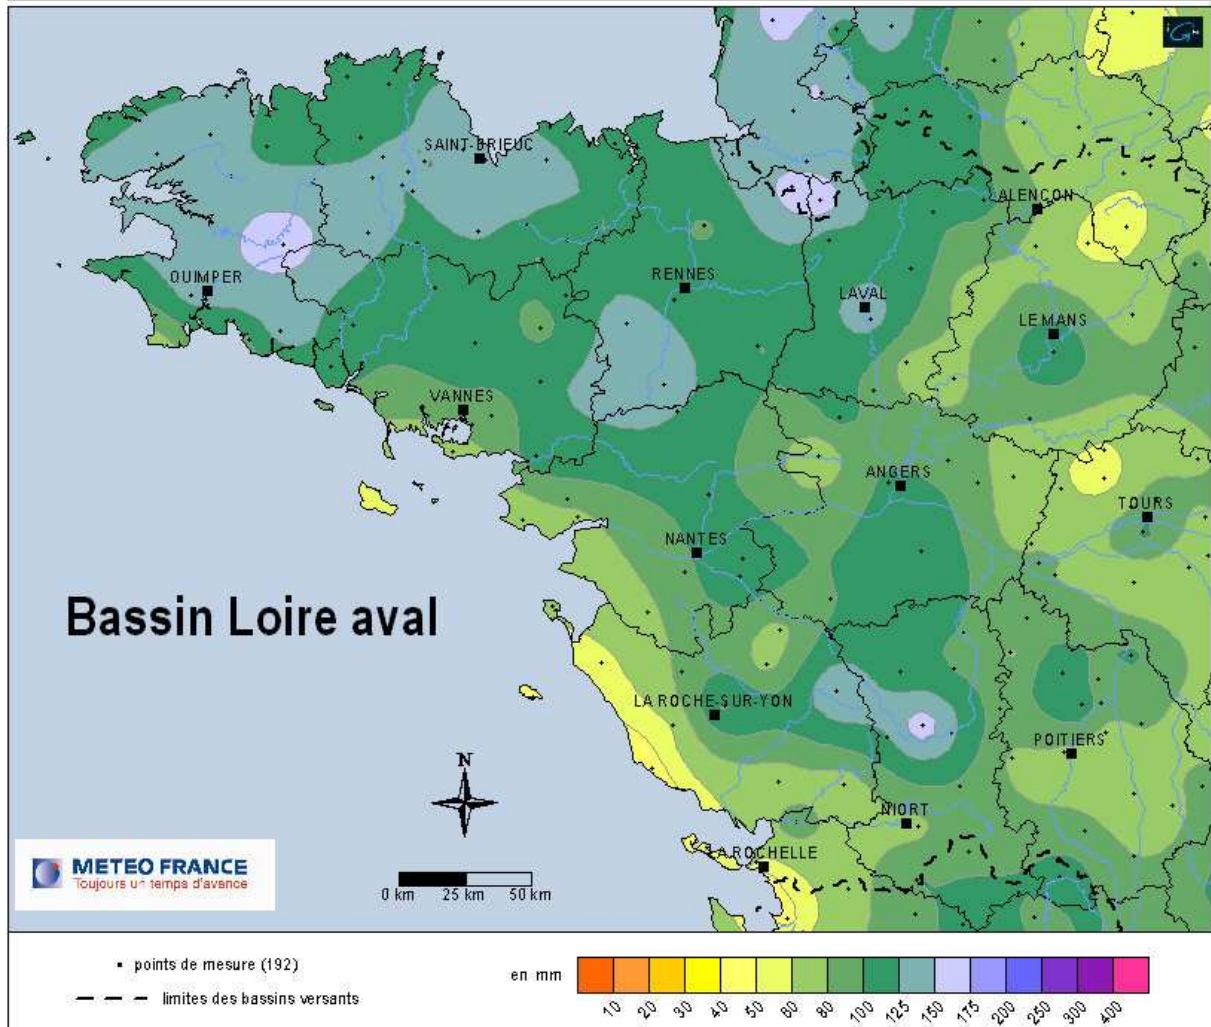 SAINT-BRIEUC
ALENÇON
QUIMPER
RENNES
LAVAL
LE MANS
VANNES
ANGERS
TOURS
NANTES
Bassin Loire aval
LA ROCHE-SUR-YON
POITIERS
N
NIORT
METEO FRANCE
Toujours un temps d'avance
LA ROCHELLE
0 km 25 km 50 km
points de mesure (192)
limites des bassins versants
en mm
10 20 30 40 50 60 80 100 125 150 175 200 250 300 400